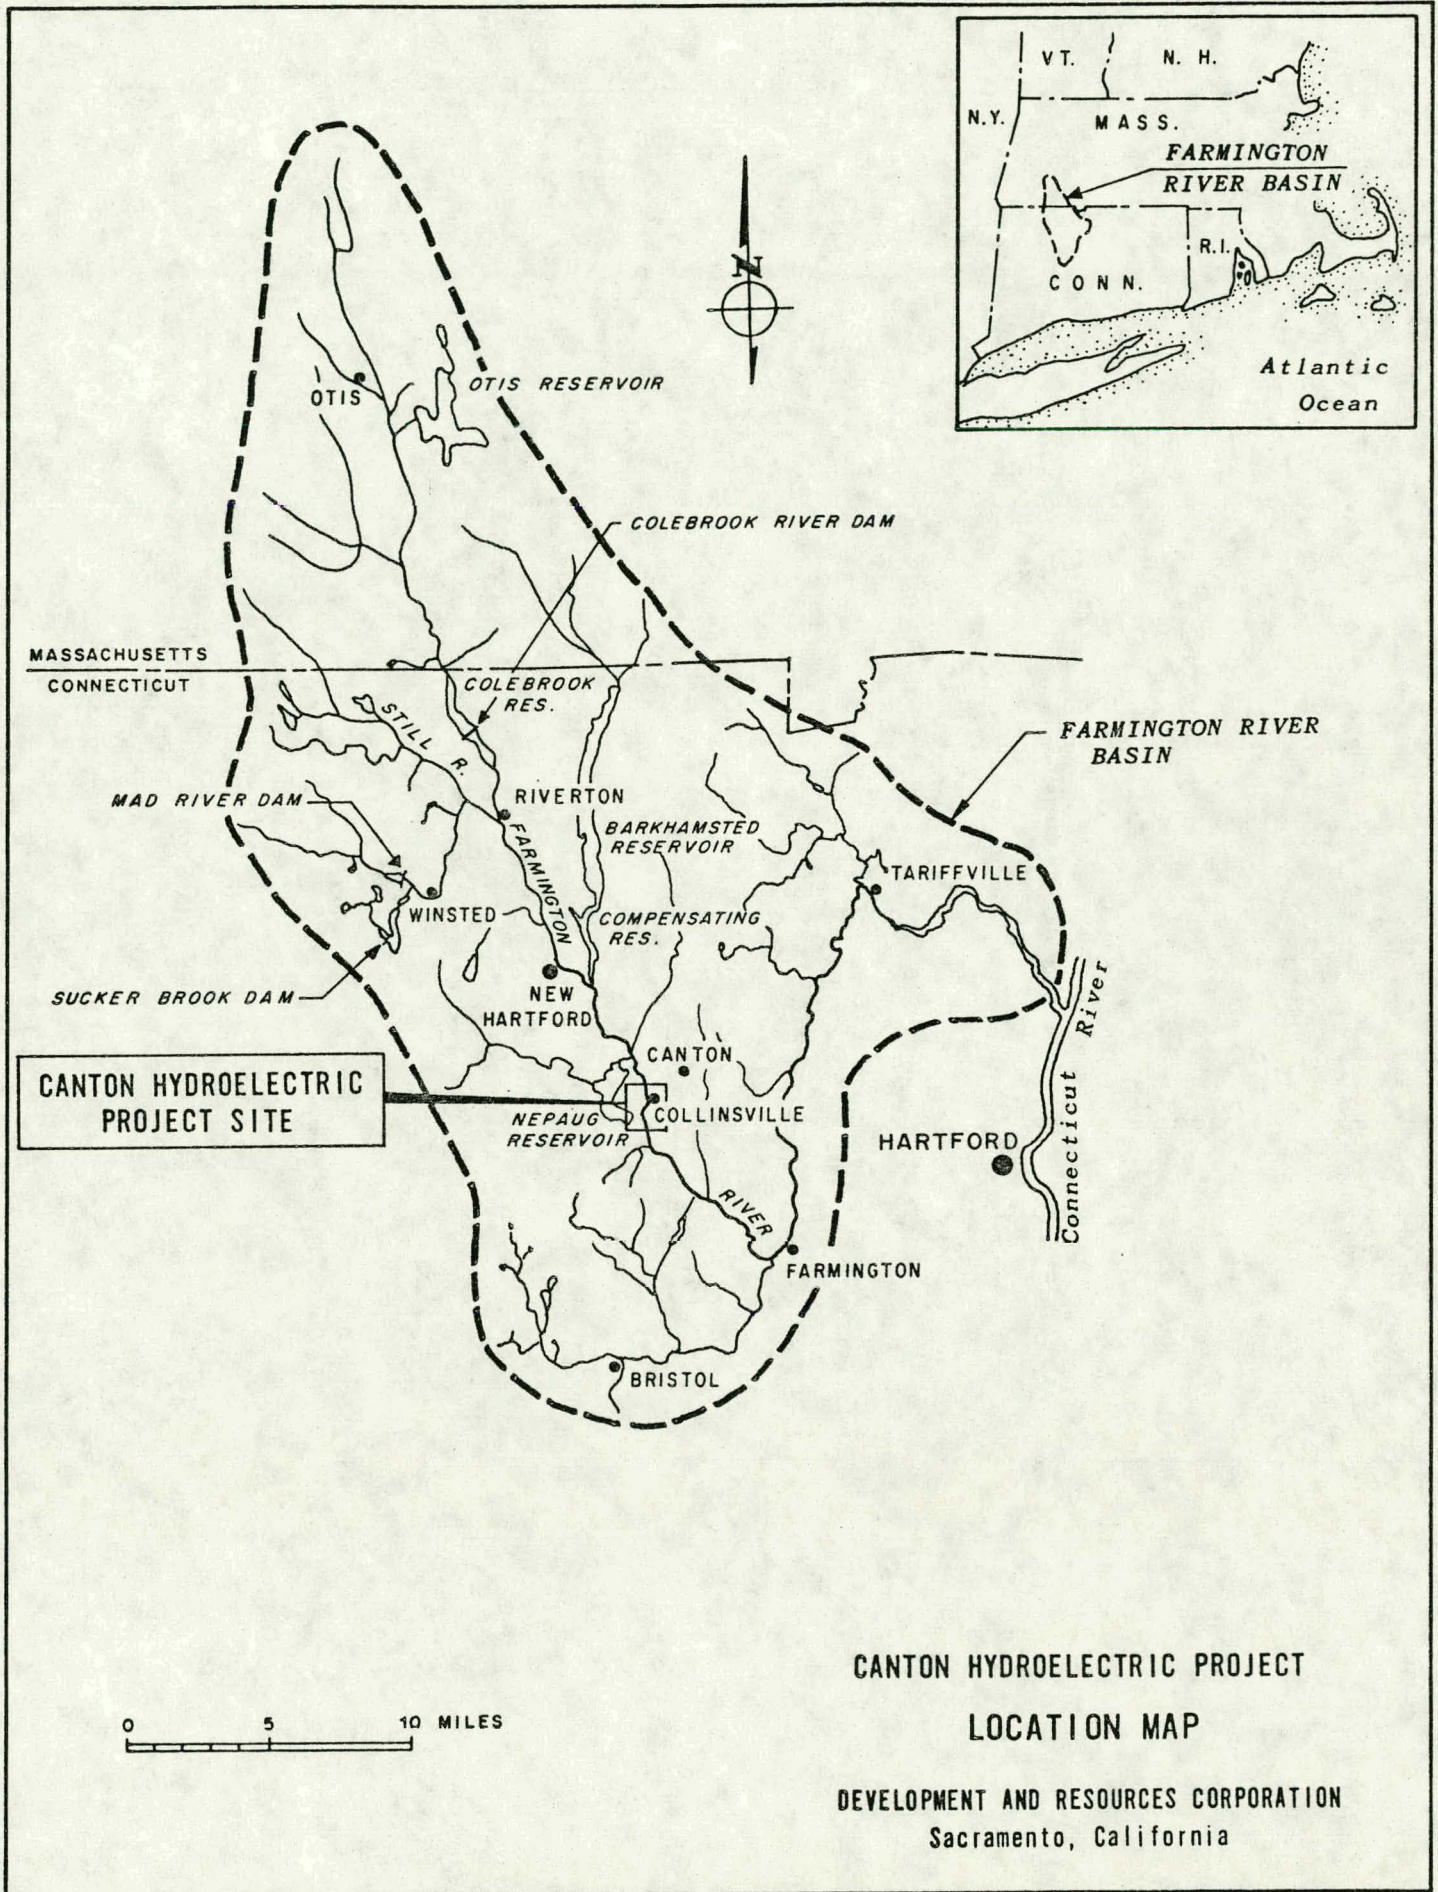 VT.
N. H.
N.Y.
MASS.
FARMINGTON
RIVER BASIN
R.I.
CONN.
Atlantic
Ocean
N
OTIS
OTIS RESERVOIR
COLEBROOK RIVER DAM
MASSACHUSETTS
CONNECTICUT
COLEBROOK
RES.
STILL R.
FARMINGTON RIVER
BASIN
MAD RIVER DAM
RIVERTON
BARKHAMSTED
RESERVOIR
FARMINGTON
TARIFFVILLE
WINSTED
COMPENSATING
RES.
SUCKER BROOK DAM
NEW
HARTFORD
Connecticut River
CANTON
CANTON HYDROELECTRIC
PROJECT SITE
NEPAUG
RESERVOIR
COLLINSVILLE
HARTFORD
RIVER
FARMINGTON
BRISTOL
0 5 10 MILES
CANTON HYDROELECTRIC PROJECT
LOCATION MAP
DEVELOPMENT AND RESOURCES CORPORATION
Sacramento, California